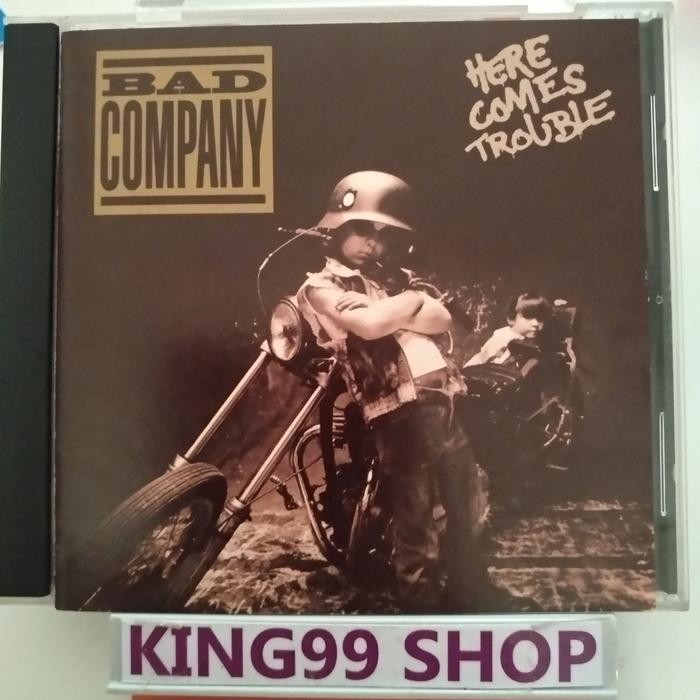 BAD
COMPANY
HERE
COMES
TROUBLE
KING99 SHOP